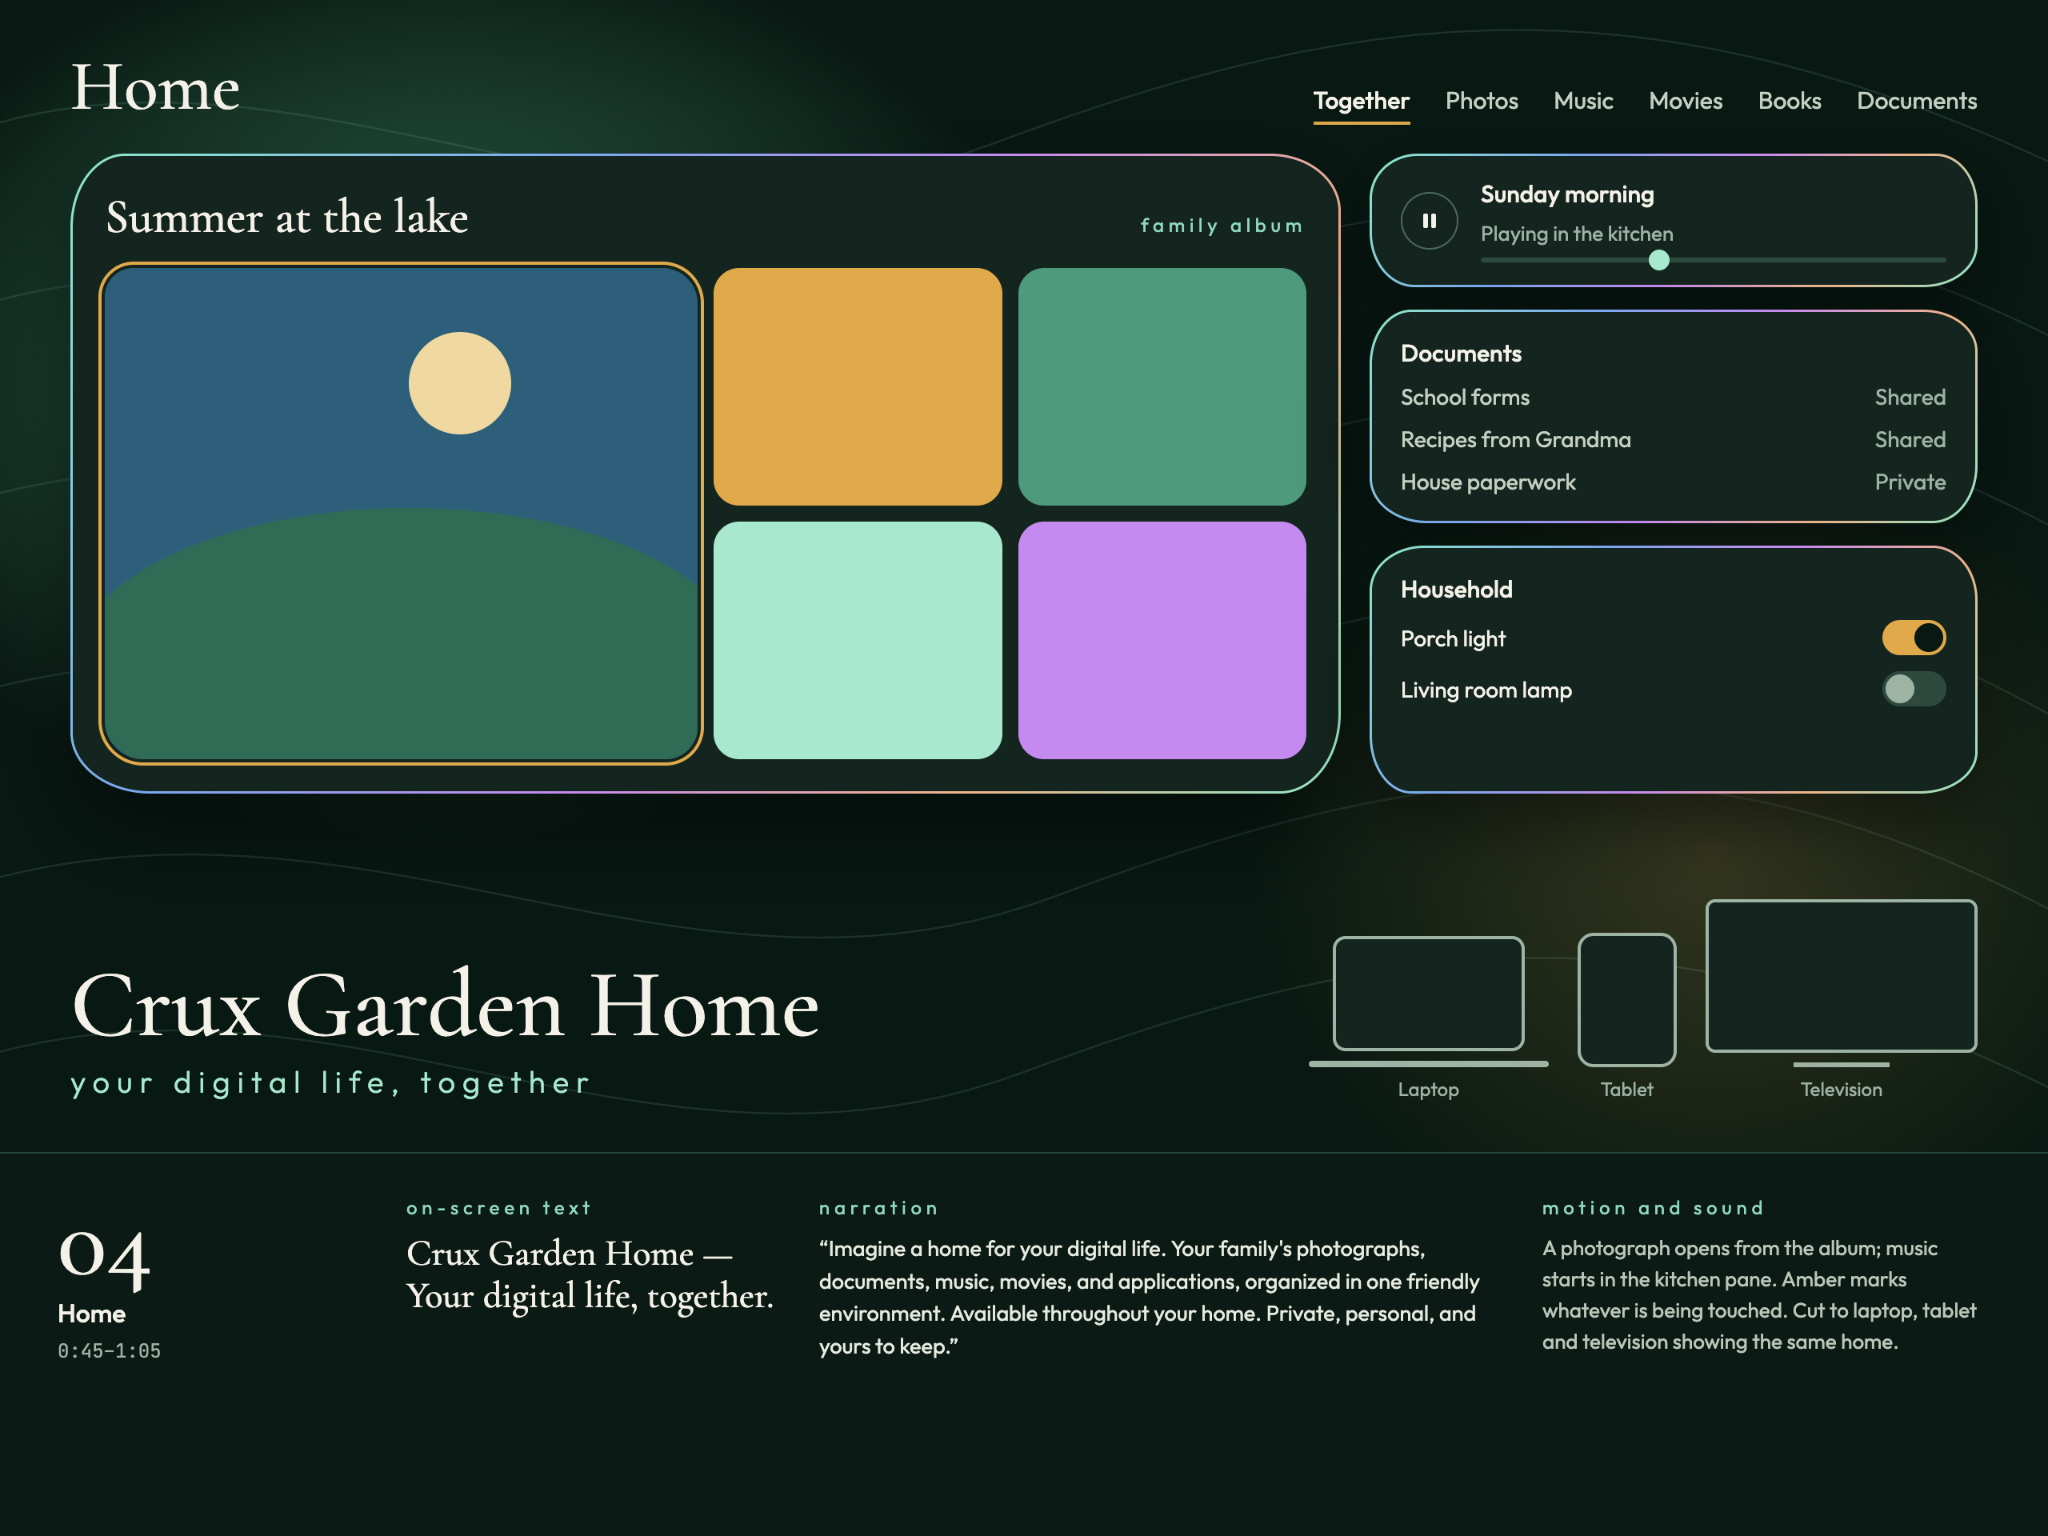 Home
Together Photos Music Movies Books Documents
Summer at the lake
family album
Sunday morning
Playing in the kitchen
Documents
School forms Shared
Recipes from Grandma Shared
House paperwork Private
Household
Porch light
Living room lamp
Crux Garden Home
your digital life, together
Laptop Tablet Television
04
Home
0:45–1:05
on-screen text
Crux Garden Home —
Your digital life, together.
narration
“Imagine a home for your digital life. Your family's photographs,
documents, music, movies, and applications, organized in one friendly
environment. Available throughout your home. Private, personal, and
yours to keep.”
motion and sound
A photograph opens from the album; music
starts in the kitchen pane. Amber marks
whatever is being touched. Cut to laptop, tablet
and television showing the same home.